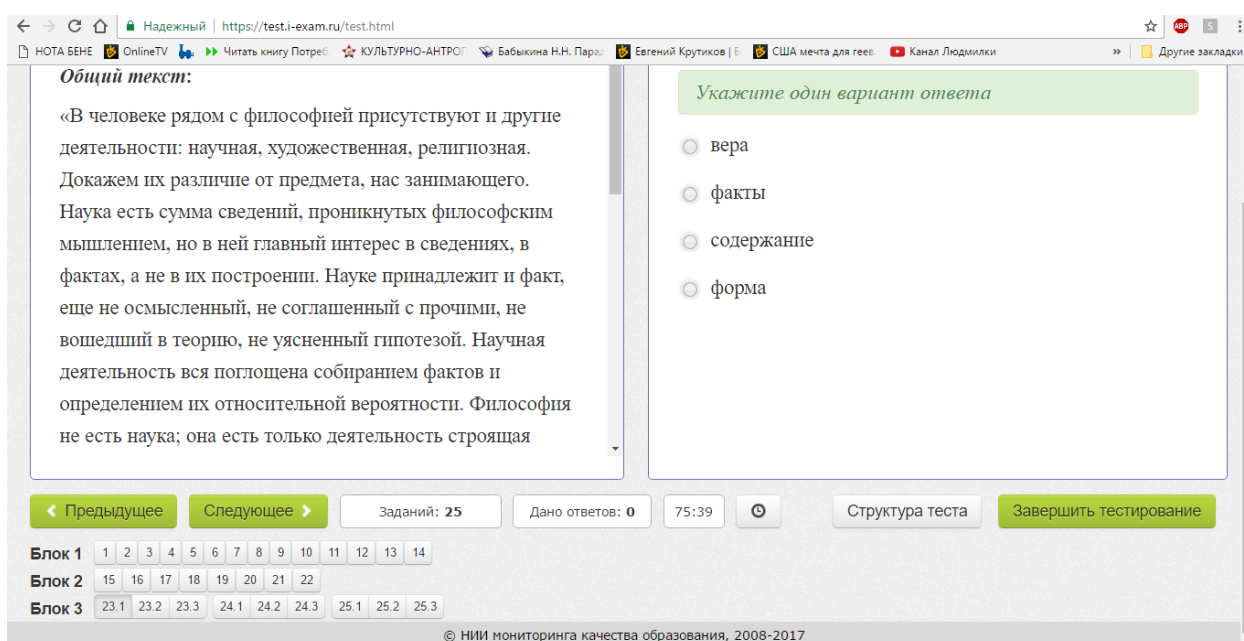 Надежный | https://test.i-exam.ru/test.html
НОТА БЕНЕ OnlineTV Читать книгу Потреб КУЛЬТУРНО-АНТРОП Бабыкина Н.Н. Пара Евгений Крутиков | Б США мечта для геев Канал Людмилки » Другие закладки
Общий текст:
«В человеке рядом с философией присутствуют и другие
деятельности: научная, художественная, религиозная.
Докажем их различие от предмета, нас занимающего.
Наука есть сумма сведений, проникнутых философским
мышлением, но в ней главный интерес в сведениях, в
фактах, а не в их построении. Науке принадлежит и факт,
еще не осмысленный, не соглашенный с прочими, не
вошедший в теорию, не уясненный гипотезой. Научная
деятельность вся поглощена собиранием фактов и
определением их относительной вероятности. Философия
не есть наука; она есть только деятельность строящая
Укажите один вариант ответа
вера
факты
содержание
форма
Предыдущее Следующее Заданий: 25 Дано ответов: 0 75:39 Структура теста Завершить тестирование
Блок 1 1 2 3 4 5 6 7 8 9 10 11 12 13 14
Блок 2 15 16 17 18 19 20 21 22
Блок 3 23.1 23.2 23.3 24.1 24.2 24.3 25.1 25.2 25.3
© НИИ мониторинга качества образования, 2008-2017